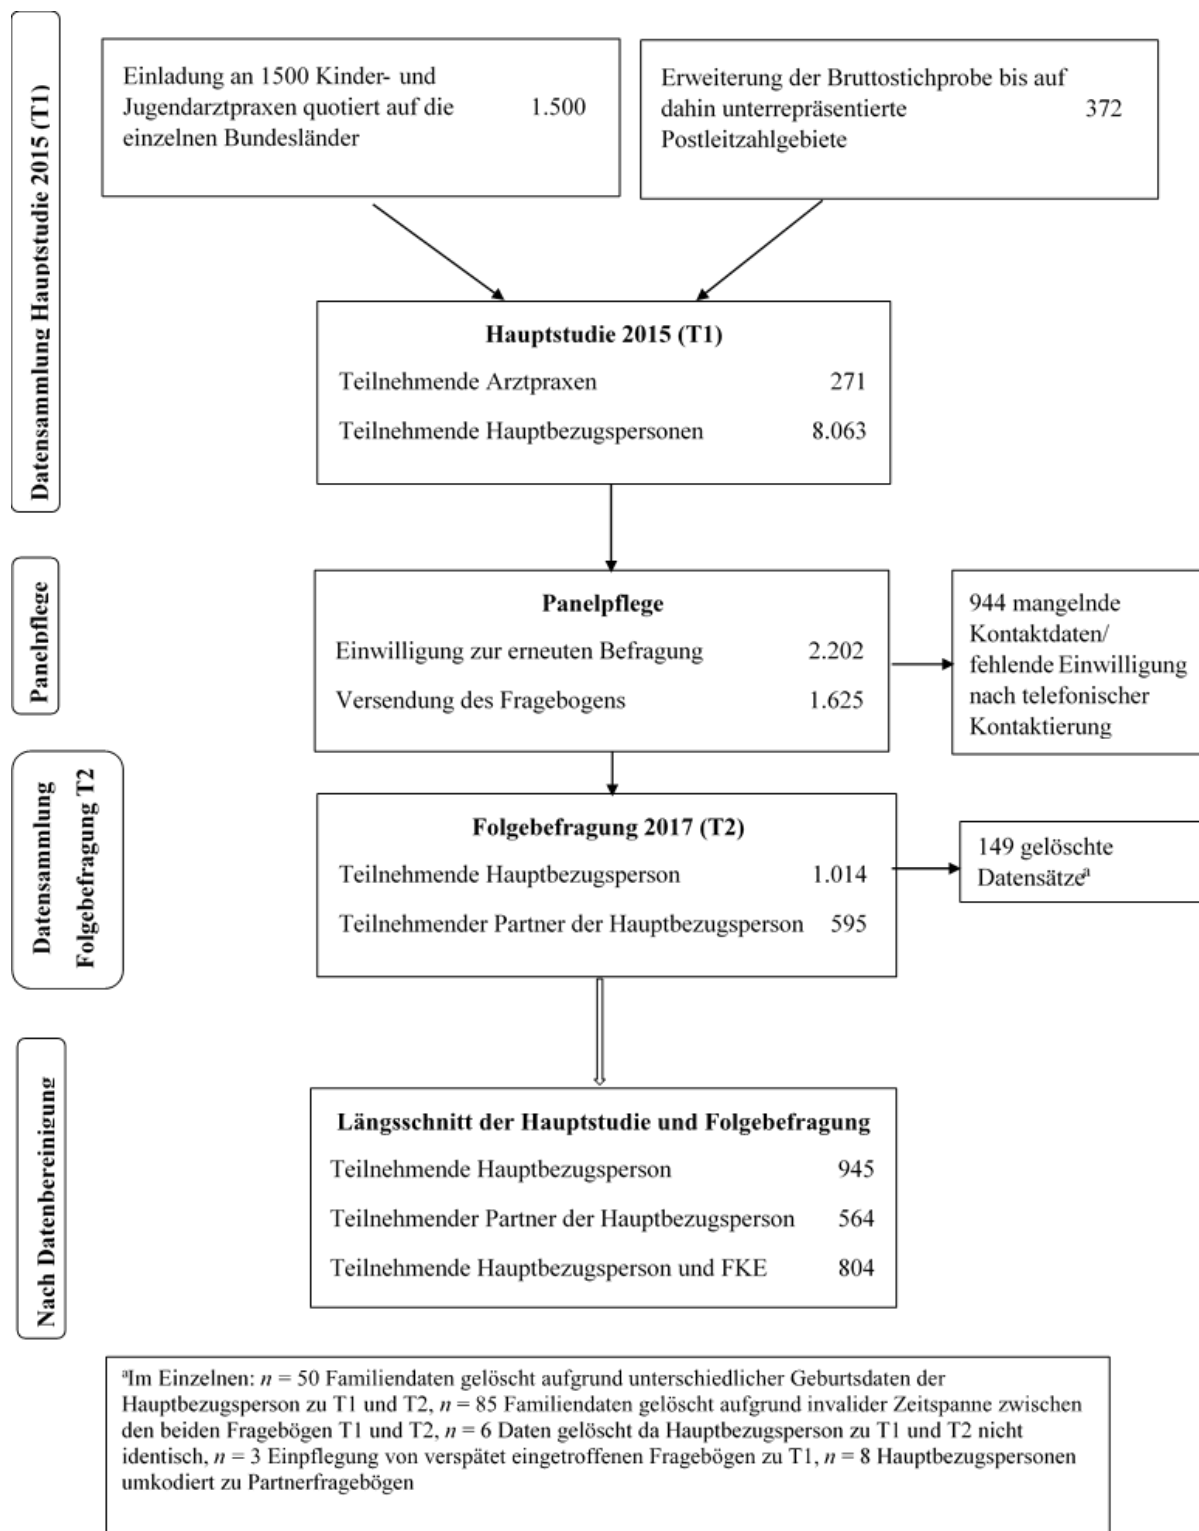 Datensammlung Hauptstudie 2015 (T1)
Einladung an 1500 Kinder- und
Jugendarztpraxen quotiert auf die 1.500
einzelnen Bundesländer
Erweiterung der Bruttostichprobe bis auf
dahin unterrepräsentierte 372
Postleitzahlgebiete
Hauptstudie 2015 (T1)
Teilnehmende Arztpraxen 271
Teilnehmende Hauptbezugspersonen 8.063
Panelpflege
Panelpflege
Einwilligung zur erneuten Befragung 2.202
Versendung des Fragebogens 1.625
944 mangelnde
Kontaktdaten/
fehlende Einwilligung
nach telefonischer
Kontaktierung
Datensammlung
Folgebefragung T2
Folgebefragung 2017 (T2)
Teilnehmende Hauptbezugsperson 1.014
Teilnehmender Partner der Hauptbezugsperson 595
149 gelöschte
Datensätzeª
Nach Datenbereinigung
Längsschnitt der Hauptstudie und Folgebefragung
Teilnehmende Hauptbezugsperson 945
Teilnehmender Partner der Hauptbezugsperson 564
Teilnehmende Hauptbezugsperson und FKE 804
ªIm Einzelnen: n = 50 Familiendaten gelöscht aufgrund unterschiedlicher Geburtsdaten der
Hauptbezugsperson zu T1 und T2, n = 85 Familiendaten gelöscht aufgrund invalider Zeitspanne zwischen
den beiden Fragebögen T1 und T2, n = 6 Daten gelöscht da Hauptbezugsperson zu T1 und T2 nicht
identisch, n = 3 Einpflegung von verspätet eingetroffenen Fragebögen zu T1, n = 8 Hauptbezugspersonen
umkodiert zu Partnerfragebögen